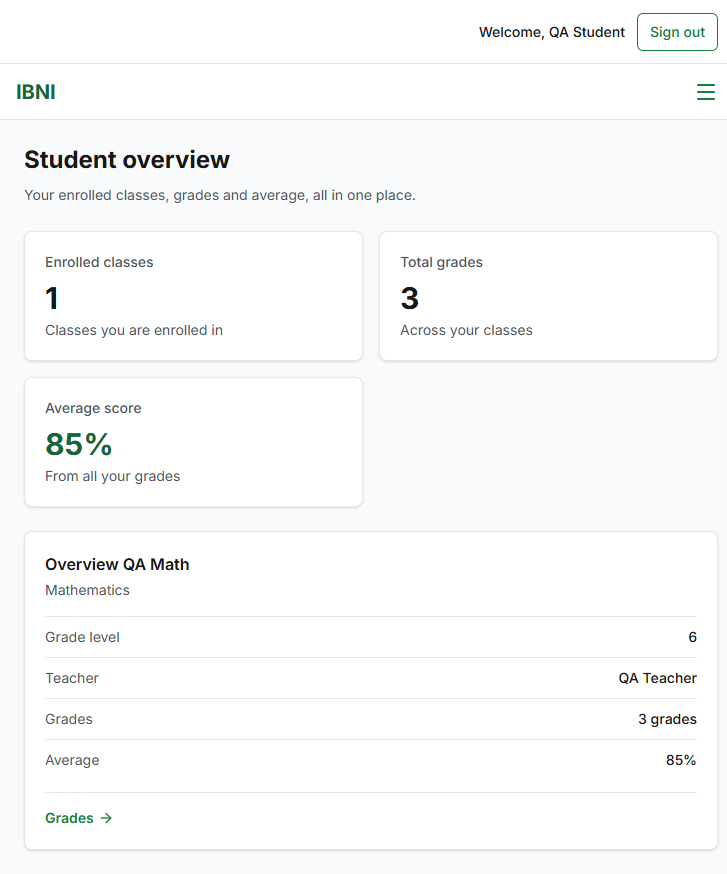 Welcome, QA Student
Sign out
IBNI
Student overview
Your enrolled classes, grades and average, all in one place.
Enrolled classes
1
Classes you are enrolled in
Total grades
3
Across your classes
Average score
85%
From all your grades
Overview QA Math
Mathematics
Grade level 6
Teacher QA Teacher
Grades 3 grades
Average 85%
Grades →